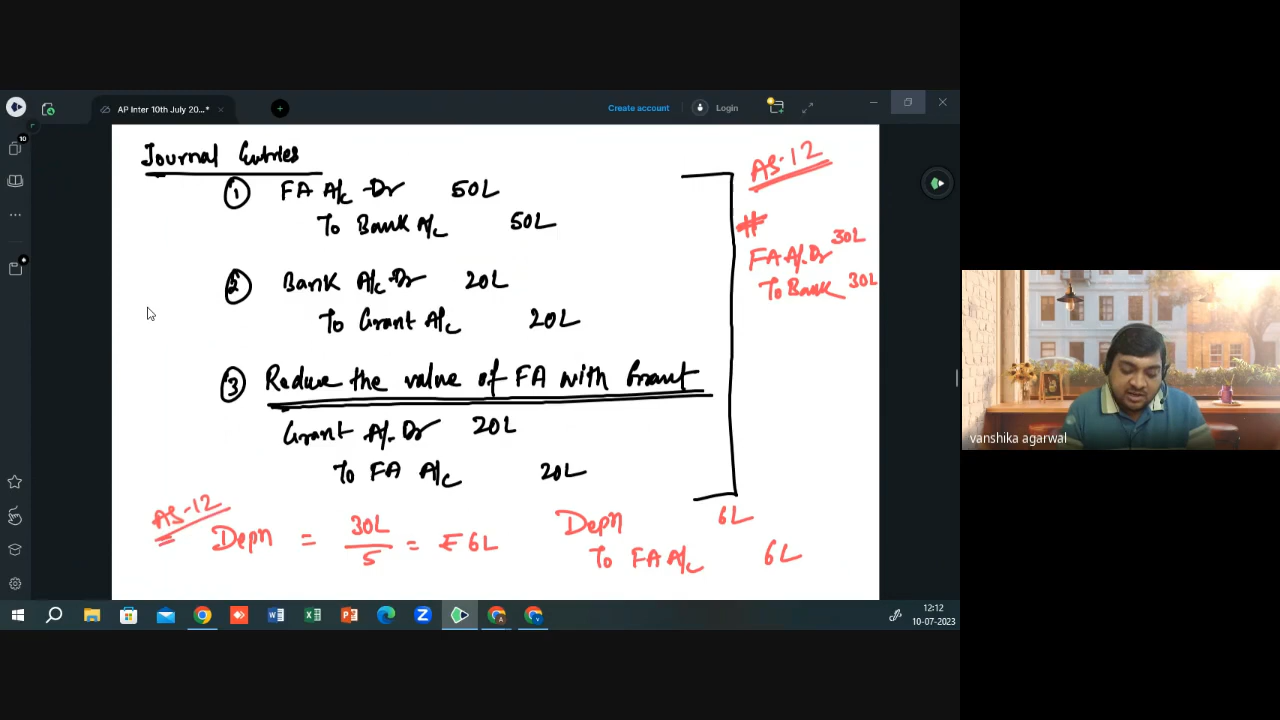 AP Inter 10th July 20...*
Create account
Login
10
Journal Entries
AS-12
① FA A/c Dr 50L
To Bank A/c 50L
#
FA A/c. Dr 30L
To Bank 30L
② Bank A/c Dr 20L
To Grant A/c 20L
③ Reduce the value of FA with Grant
Grant A/c. Dr 20L
To FA A/c 20L
AS-12
Depn = 30L/5 = ₹ 6L
Depn 6L
To FA A/c 6L
vanshika agarwal
12:12
10-07-2023